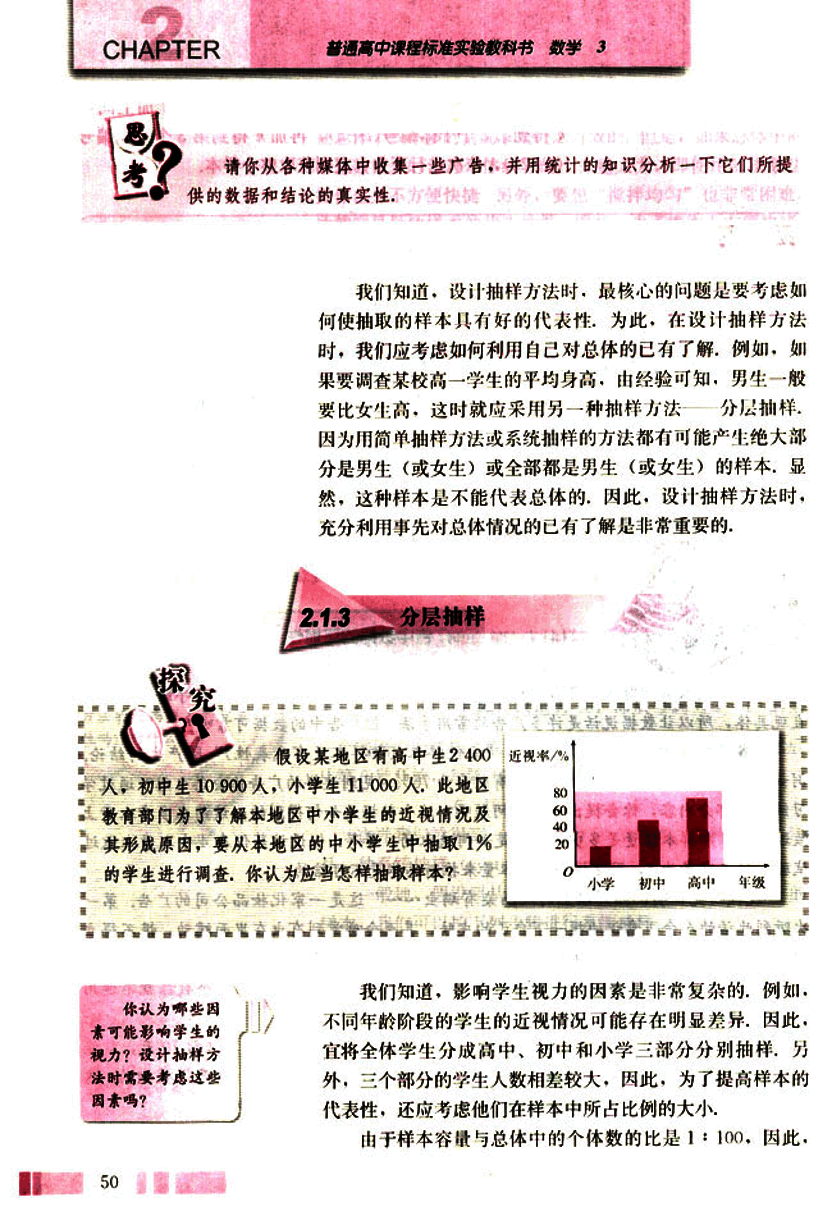 2
CHAPTER
普通高中课程标准实验教科书 数学 3
思考
请你从各种媒体中收集一些广告,并用统计的知识分析一下它们所提
供的数据和结论的真实性.
我们知道,设计抽样方法时,最核心的问题是要考虑如
何使抽取的样本具有好的代表性. 为此,在设计抽样方法
时,我们应考虑如何利用自己对总体的已有了解. 例如,如
果要调查某校高一学生的平均身高,由经验可知,男生一般
要比女生高,这时就应采用另一种抽样方法——分层抽样.
因为用简单抽样方法或系统抽样的方法都有可能产生绝大部
分是男生(或女生)或全部都是男生(或女生)的样本. 显
然,这种样本是不能代表总体的. 因此,设计抽样方法时,
充分利用事先对总体情况的已有了解是非常重要的.
2.1.3 分层抽样
探究
假设某地区有高中生2 400
人,初中生10 900人,小学生11 000人. 此地区
教育部门为了了解本地区中小学生的近视情况及
其形成原因,要从本地区的中小学生中抽取1%
的学生进行调查. 你认为应当怎样抽取样本?
近视率/%
80
60
40
20
O
小学 初中 高中 年级
你认为哪些因
素可能影响学生的
视力? 设计抽样方
法时需要考虑这些
因素吗?
我们知道,影响学生视力的因素是非常复杂的. 例如,
不同年龄阶段的学生的近视情况可能存在明显差异. 因此,
宜将全体学生分成高中、初中和小学三部分分别抽样. 另
外,三个部分的学生人数相差较大,因此,为了提高样本的
代表性,还应考虑他们在样本中所占比例的大小.
由于样本容量与总体中的个体数的比是1:100,因此,
50